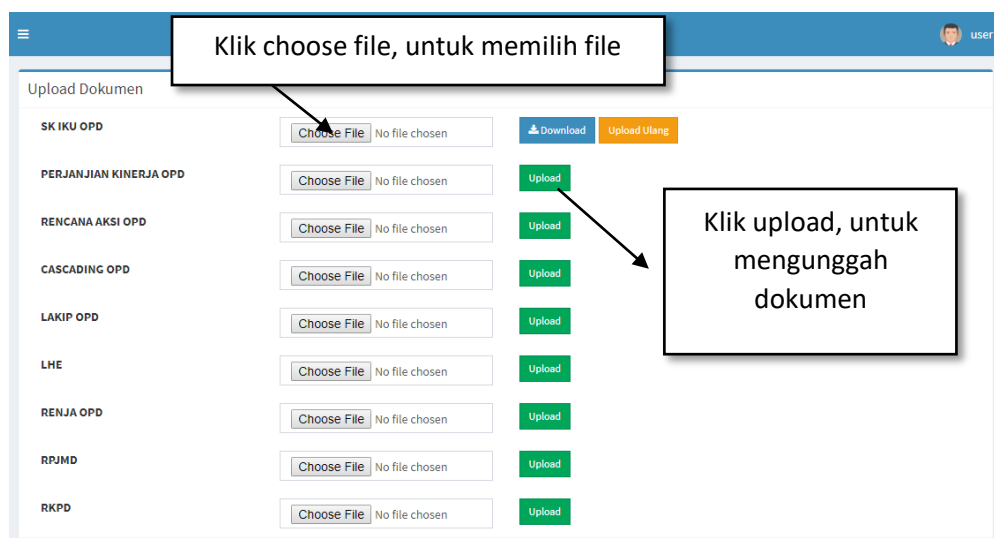 Klik choose file, untuk memilih file
user
Upload Dokumen
SK IKU OPD Choose File No file chosen Download Upload Ulang
PERJANJIAN KINERJA OPD Choose File No file chosen Upload
RENCANA AKSI OPD Choose File No file chosen Upload
Klik upload, untuk
mengunggah
dokumen
CASCADING OPD Choose File No file chosen Upload
LAKIP OPD Choose File No file chosen Upload
LHE Choose File No file chosen Upload
RENJA OPD Choose File No file chosen Upload
RPJMD Choose File No file chosen Upload
RKPD Choose File No file chosen Upload